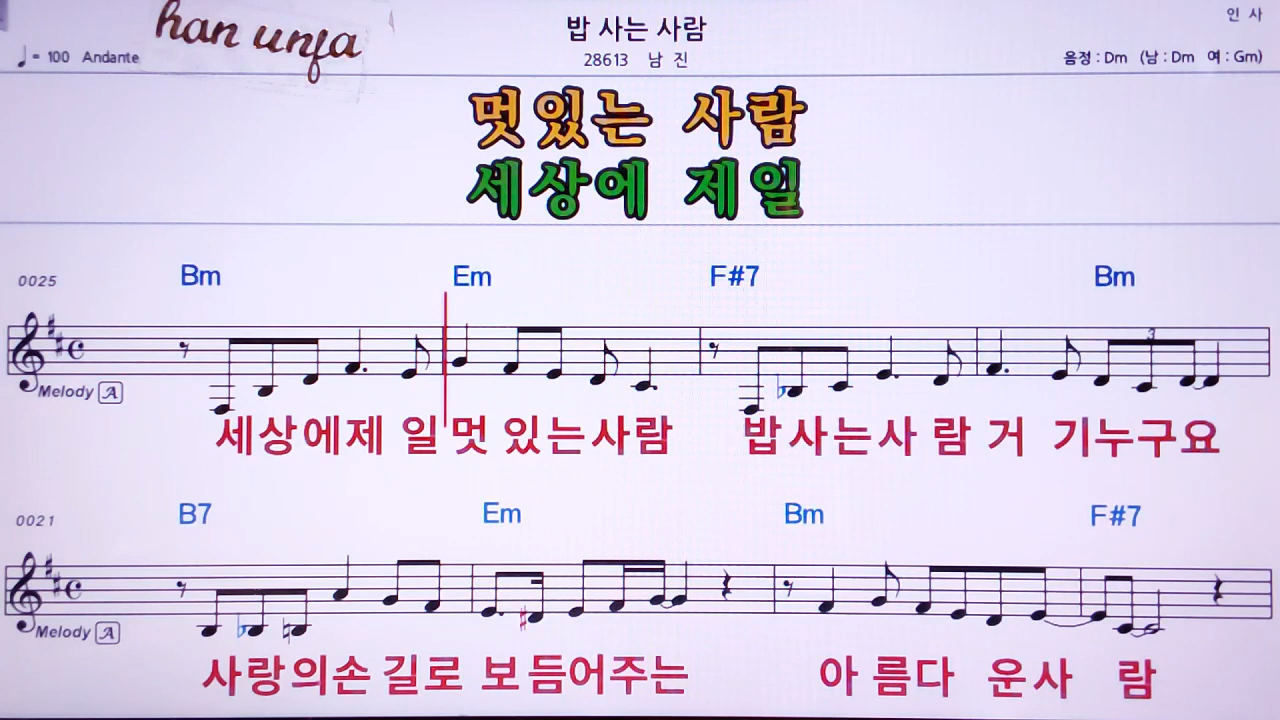 han unfa
밥 사는 사람
인 사
♩= 100 Andante
28613 남 진
음정 : Dm (남 : Dm 여 : Gm)
멋있는 사람
세상에 제일
0025
Bm Em F#7 Bm
3
Melody A
세상에제 일멋 있는사람 밥사는사 람 거 기누구요
0021
B7 Em Bm F#7
Melody A
사랑의손 길로 보듬어주는 아 름다 운사 람